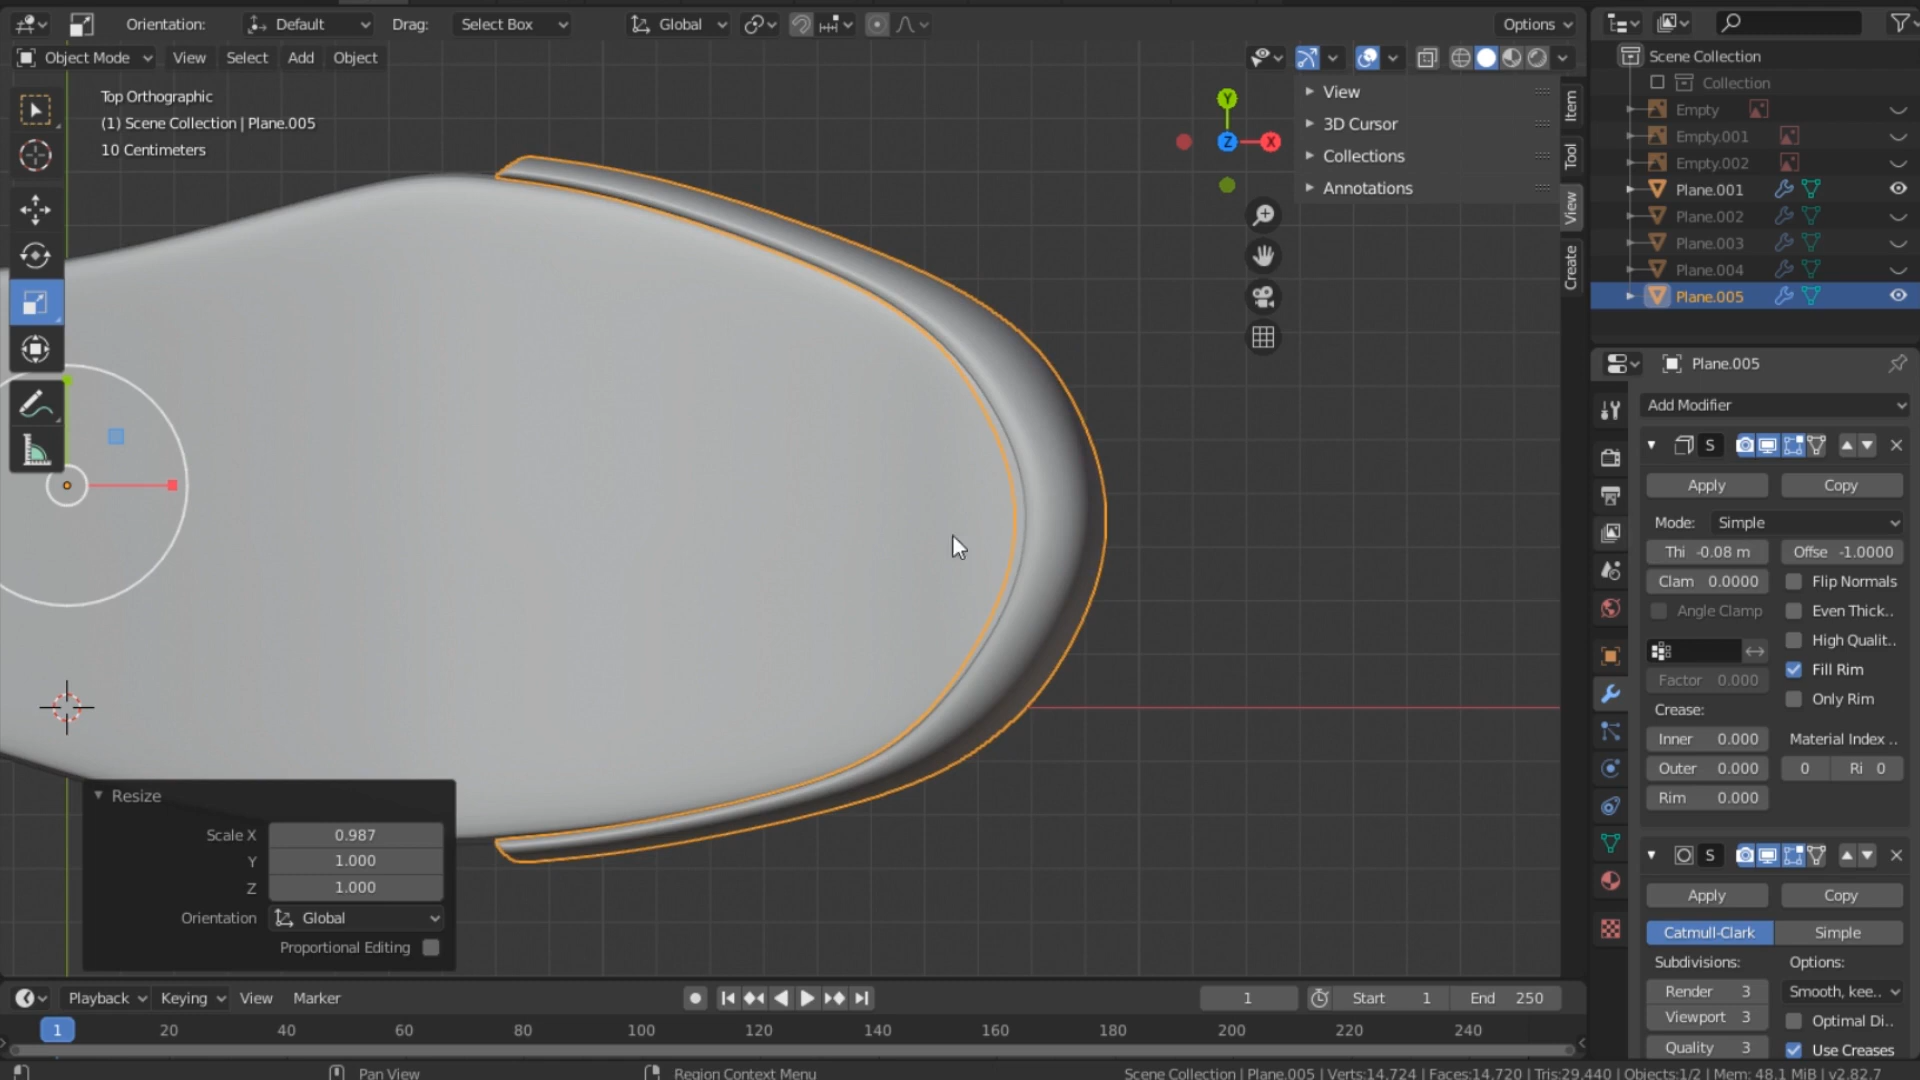 Orientation: Default Drag: Select Box Global Options
Object Mode View Select Add Object
Top Orthographic
(1) Scene Collection | Plane.005
10 Centimeters
Y
Z X
View
3D Cursor
Collections
Annotations
Item
Tool
View
Create
Scene Collection
Collection
Empty
Empty.001
Empty.002
Plane.001
Plane.002
Plane.003
Plane.004
Plane.005
Plane.005
Add Modifier
S
Apply Copy
Mode: Simple
Thi -0.08 m Offse -1.0000
Clam 0.0000 Flip Normals
Angle Clamp Even Thick..
High Qualit..
Factor 0.000 Fill Rim
Only Rim
Crease:
Inner 0.000 Material Index ..
Outer 0.000 0 Ri 0
Rim 0.000
S
Apply Copy
Catmull-Clark Simple
Subdivisions: Options:
Render 3 Smooth, kee..
Viewport 3 Optimal Di..
Quality 3 Use Creases
Resize
Scale X 0.987
Y 1.000
Z 1.000
Orientation Global
Proportional Editing
Playback Keying View Marker 1 Start 1 End 250
1 20 40 60 80 100 120 140 160 180 200 220 240
Pan View Region Context Menu Scene Collection | Plane.005 | Verts:14,724 | Faces:14,720 | Tris:29,440 | Objects:1/2 | Mem: 48.1 MiB | v2.82.7